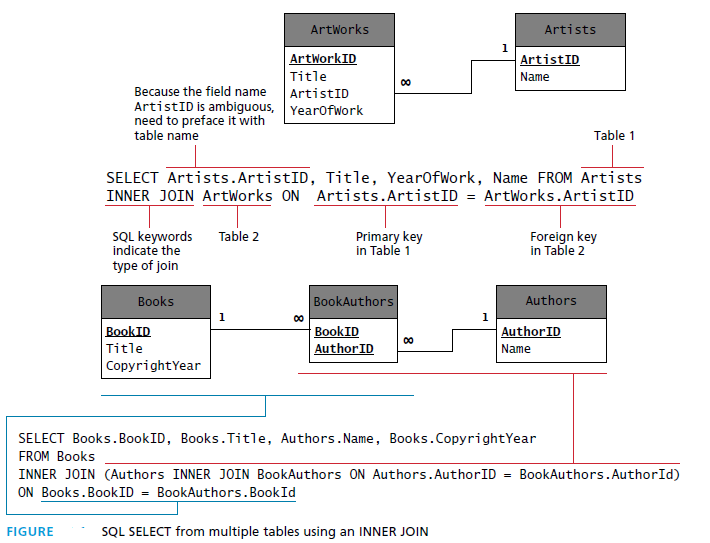 ArtWorks
ArtWorkID
Title
ArtistID
YearOfWork
∞
1
Artists
ArtistID
Name
Because the field name
ArtistID is ambiguous,
need to preface it with
table name
Table 1
SELECT Artists.ArtistID, Title, YearOfWork, Name FROM Artists
INNER JOIN ArtWorks ON Artists.ArtistID = ArtWorks.ArtistID
SQL keywords
indicate the
type of join
Table 2
Primary key
in Table 1
Foreign key
in Table 2
Books
BookID
Title
CopyrightYear
1
∞
BookAuthors
BookID
AuthorID
∞
1
Authors
AuthorID
Name
SELECT Books.BookID, Books.Title, Authors.Name, Books.CopyrightYear
FROM Books
INNER JOIN (Authors INNER JOIN BookAuthors ON Authors.AuthorID = BookAuthors.AuthorId)
ON Books.BookID = BookAuthors.BookId
FIGURE SQL SELECT from multiple tables using an INNER JOIN